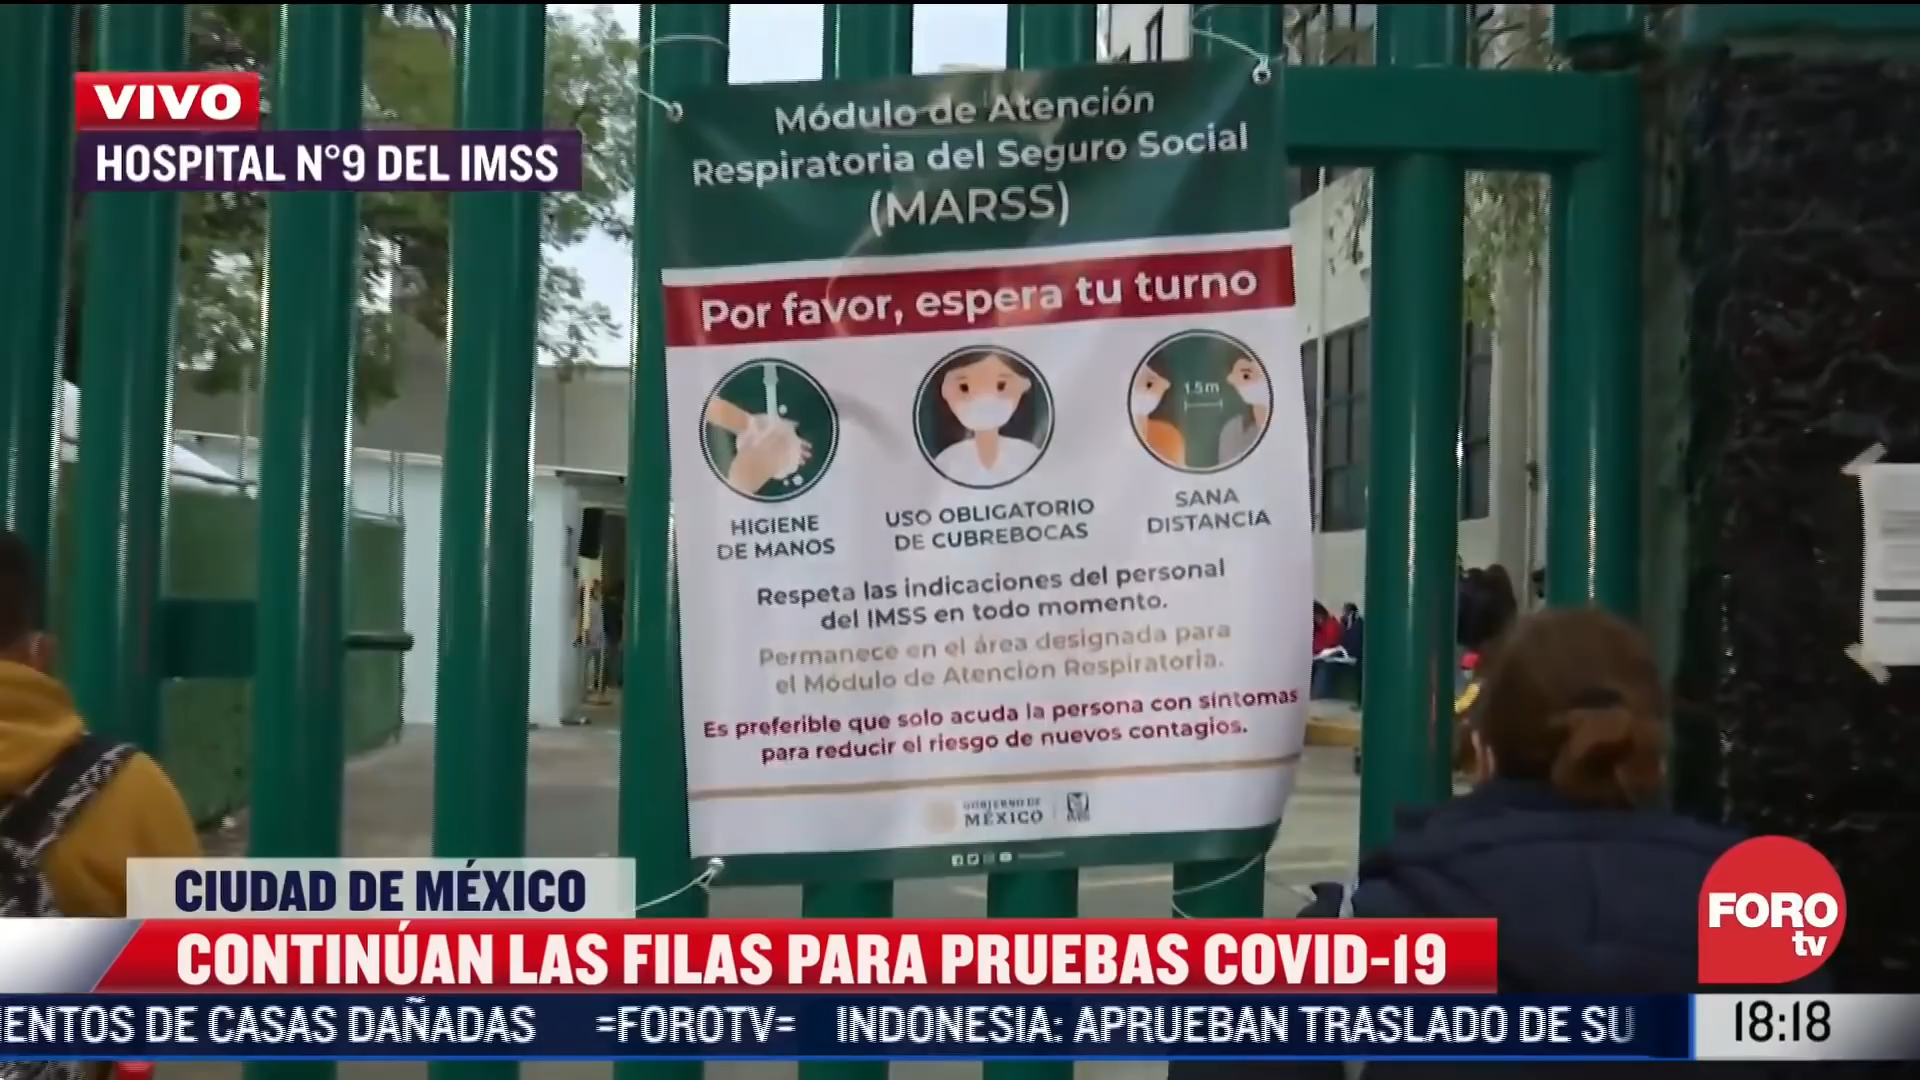 VIVO
HOSPITAL N°9 DEL IMSS
Módulo de Atención
Respiratoria del Seguro Social
(MARSS)
Por favor, espera tu turno
1.5m
HIGIENE
DE MANOS
USO OBLIGATORIO
DE CUBREBOCAS
SANA
DISTANCIA
Respeta las indicaciones del personal
del IMSS en todo momento.
Permanece en el área designada para
el Módulo de Atención Respiratoria.
Es preferible que solo acuda la persona con síntomas
para reducir el riesgo de nuevos contagios.
GOBIERNO DE
MÉXICO
IMSS
CIUDAD DE MÉXICO
CONTINÚAN LAS FILAS PARA PRUEBAS COVID-19
FORO
tv
ENTOS DE CASAS DAÑADAS =FOROTV= INDONESIA: APRUEBAN TRASLADO DE SU
18:18